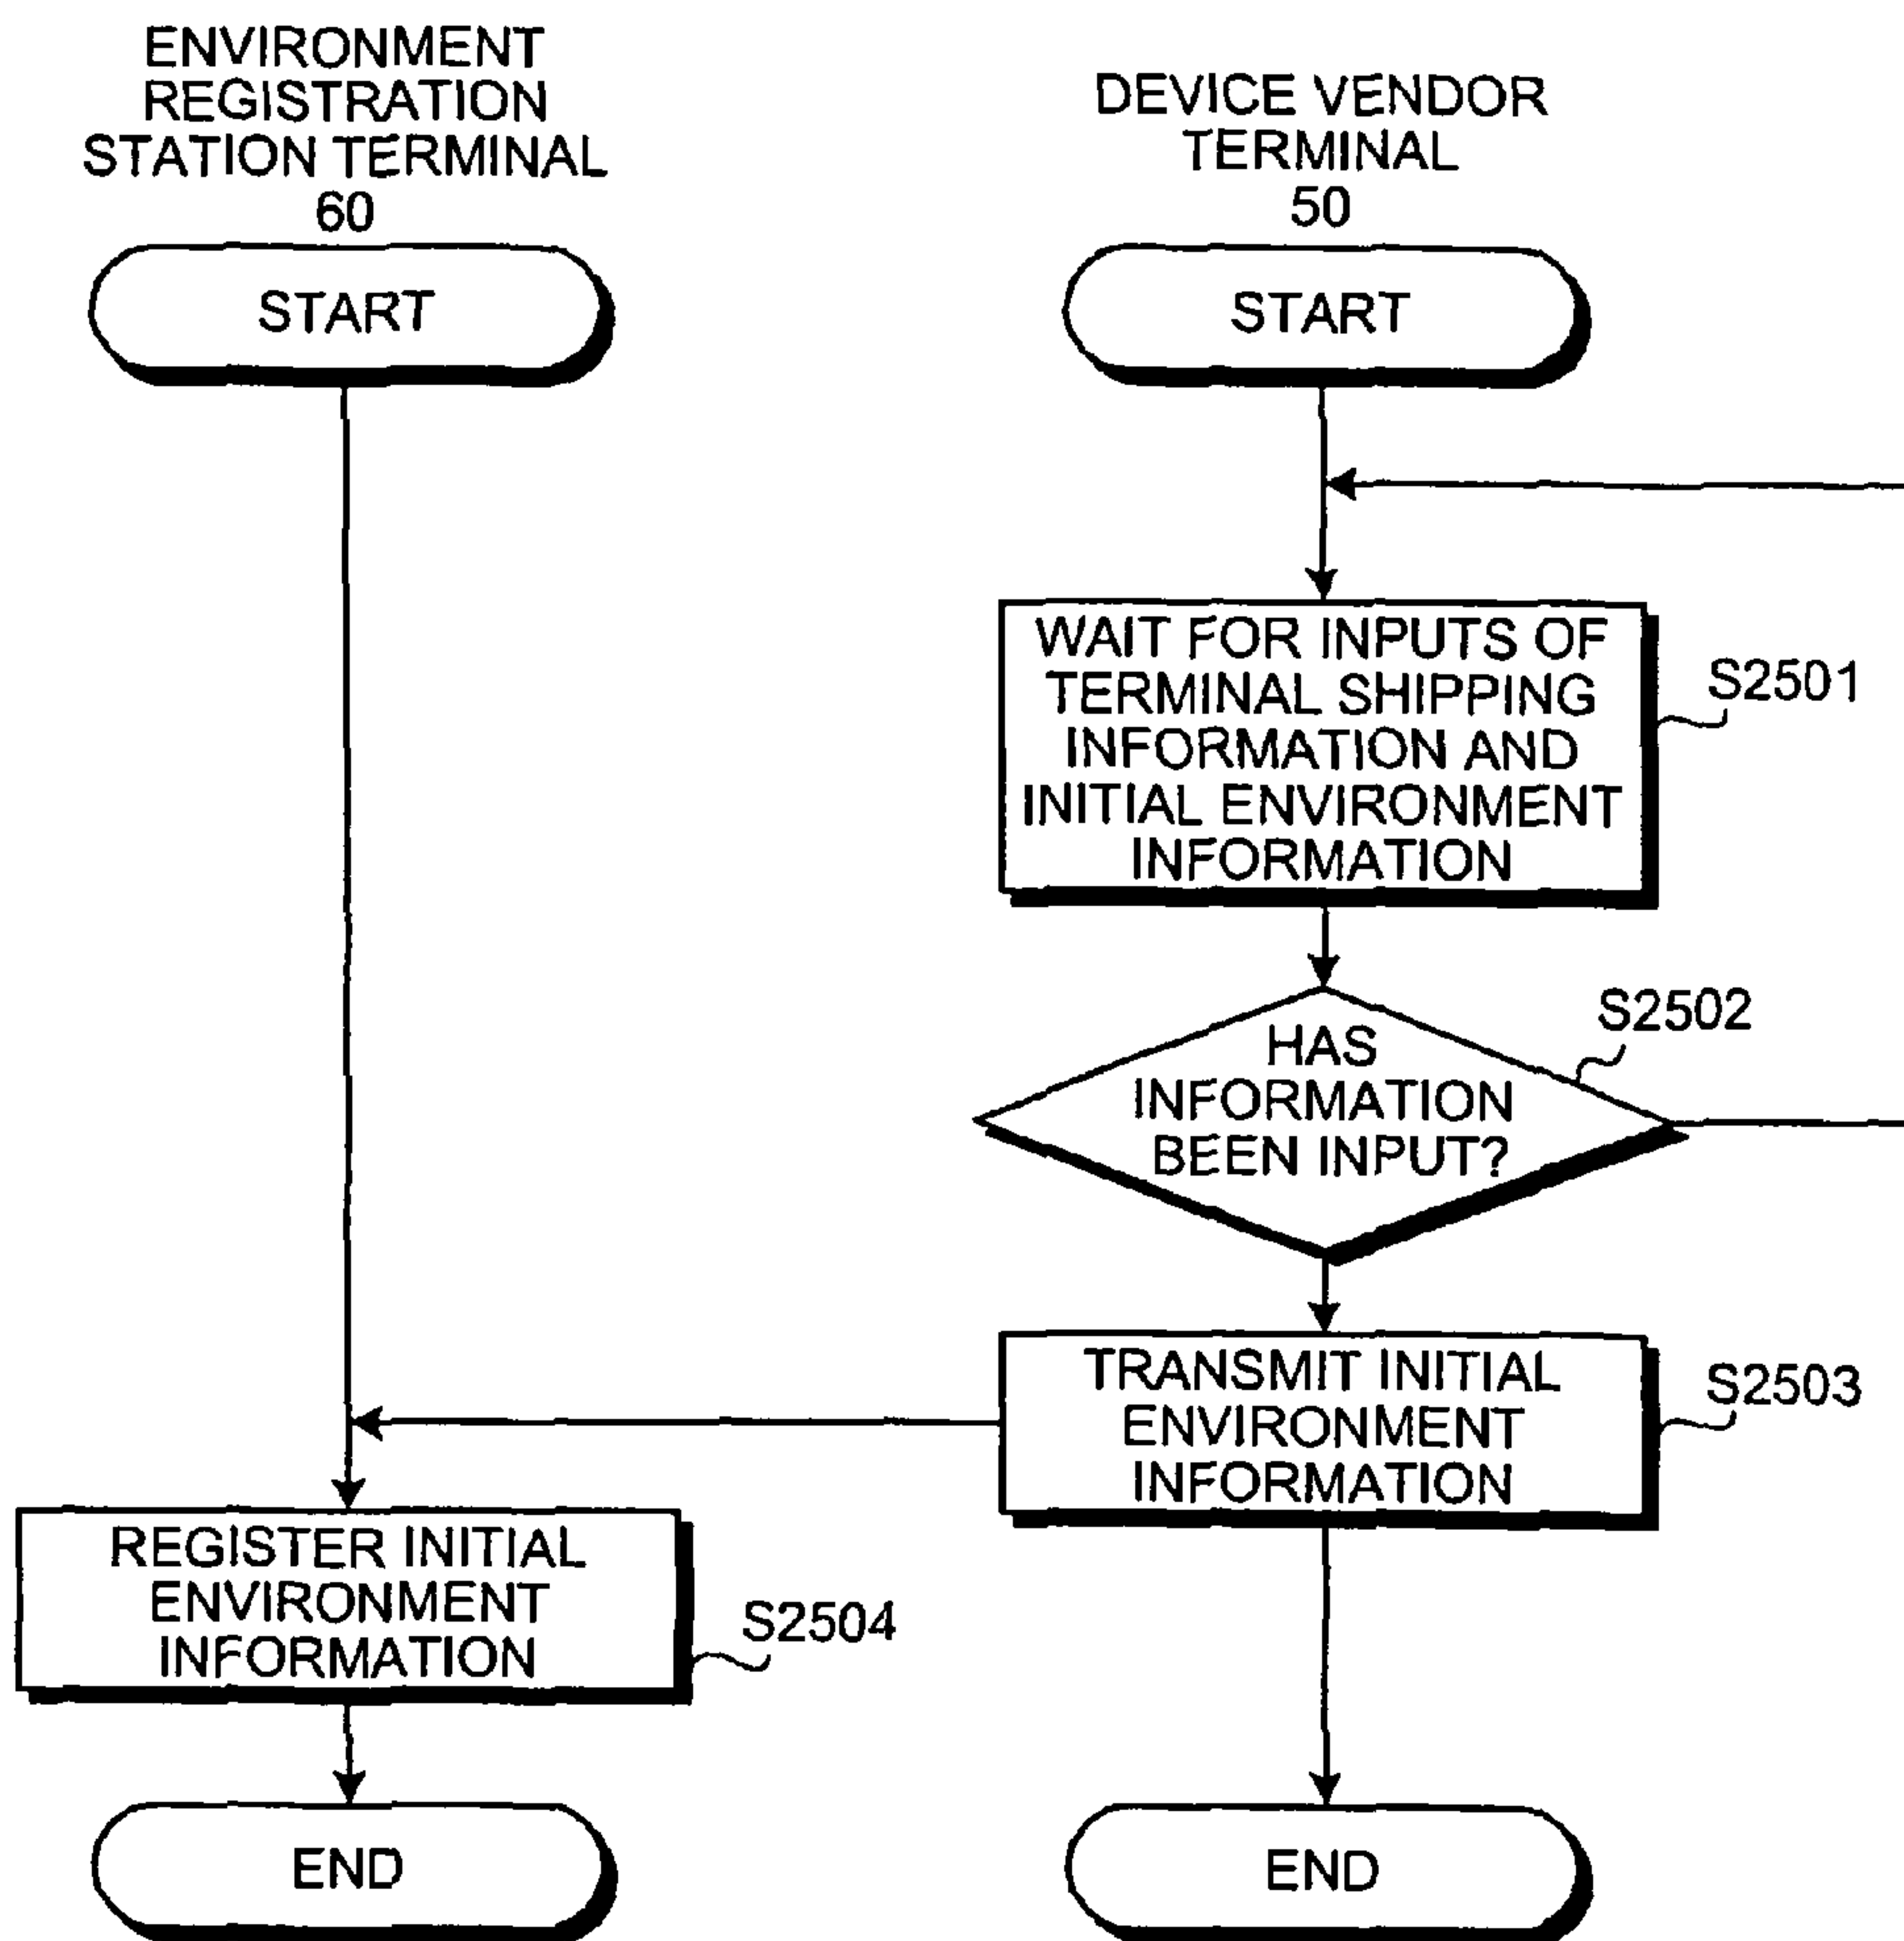 ENVIRONMENT
REGISTRATION
STATION TERMINAL
60
START
REGISTER INITIAL
ENVIRONMENT
INFORMATION
S2504
END
DEVICE VENDOR
TERMINAL
50
START
WAIT FOR INPUTS OF
TERMINAL SHIPPING
INFORMATION AND
INITIAL ENVIRONMENT
INFORMATION
S2501
HAS
INFORMATION
BEEN INPUT?
S2502
TRANSMIT INITIAL
ENVIRONMENT
INFORMATION
S2503
END